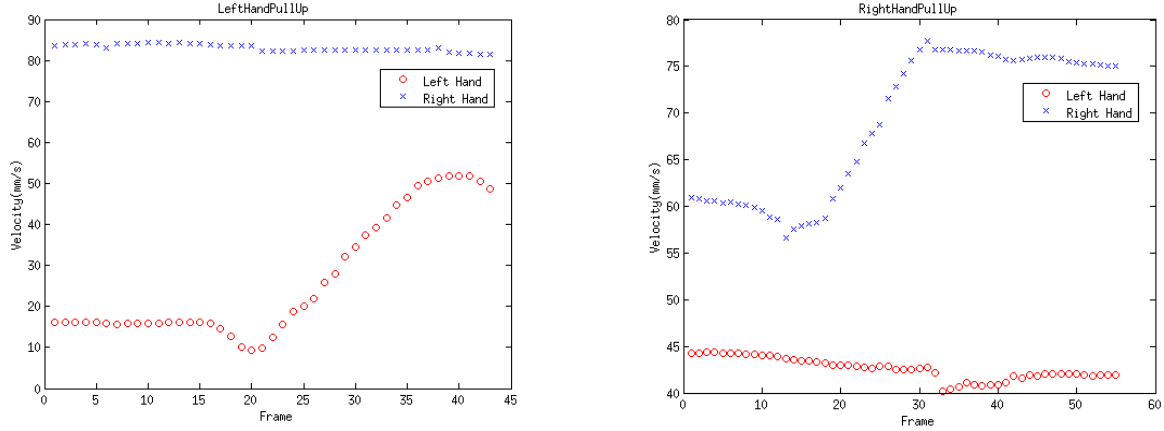 LeftHandPullUp
90
80
70
60
50
40
30
20
10
0
Velocity(mm/s)
Left Hand
Right Hand
0 5 10 15 20 25 30 35 40 45
Frame
RightHandPullUp
80
75
70
65
60
55
50
45
40
Velocity(mm/s)
Left Hand
Right Hand
0 10 20 30 40 50 60
Frame